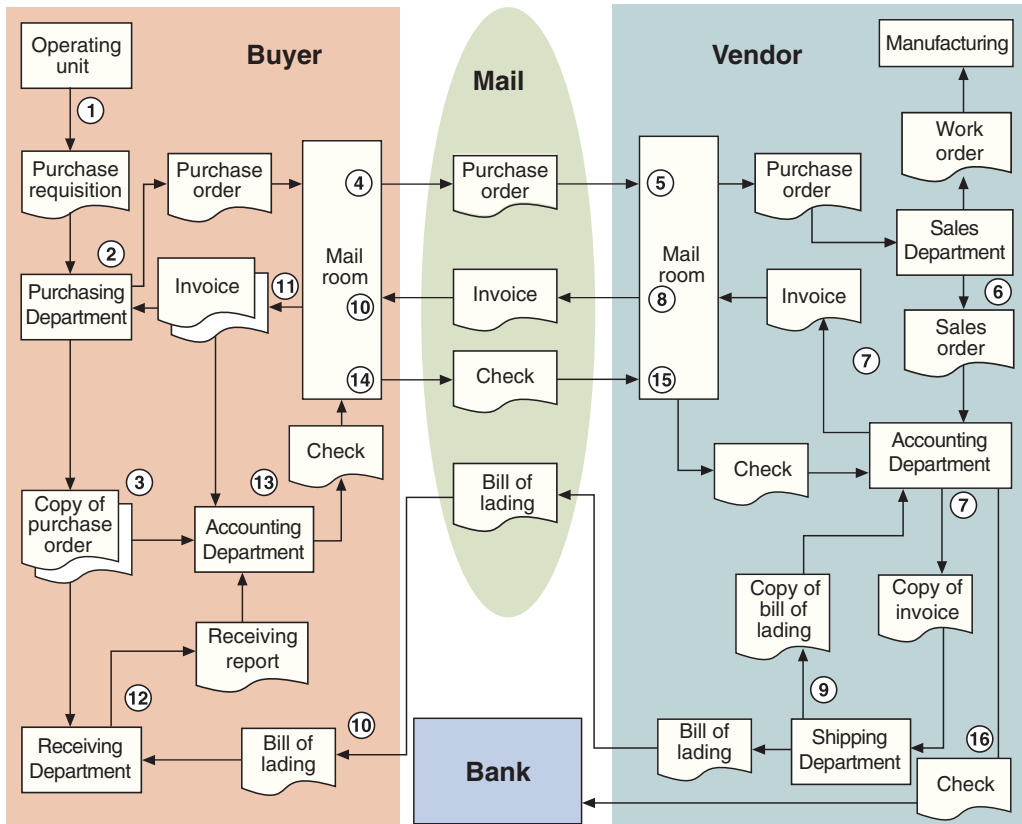 Buyer
Mail
Vendor
Operating
unit
1
Purchase
requisition
2
Purchasing
Department
Purchase
order
Invoice
11
Mail
room
4
10
14
Check
3
Copy of
purchase
order
13
Accounting
Department
Receiving
report
12
Receiving
Department
Bill of
lading
10
Purchase
order
Invoice
Check
Bill of
lading
Bank
Mail
room
5
8
15
Purchase
order
Manufacturing
Work
order
Sales
Department
6
Sales
order
Invoice
7
Accounting
Department
Check
7
Copy of
invoice
Copy of
bill of
lading
9
Bill of
lading
Shipping
Department
16
Check